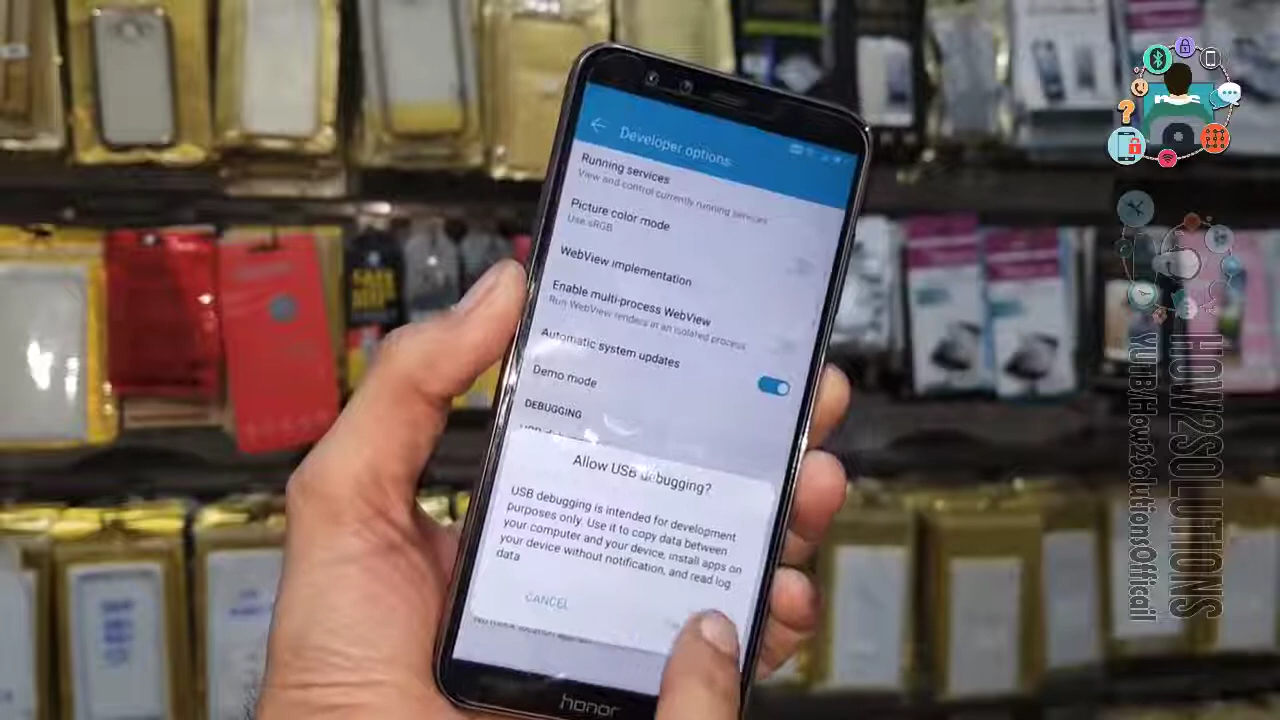 Developer options
Running services
View and control currently running services
Picture color mode
Use sRGB
WebView implementation
Enable multi-process WebView
Run WebView renders in an isolated process
Automatic system updates
Demo mode
DEBUGGING
Allow USB debugging?
USB debugging is intended for development
purposes only. Use it to copy data between
your computer and your device, install apps on
your device without notification, and read log
data
CANCEL
honor
HOW2SOLUTIONS
YUTB/How2SolutionsOfficail